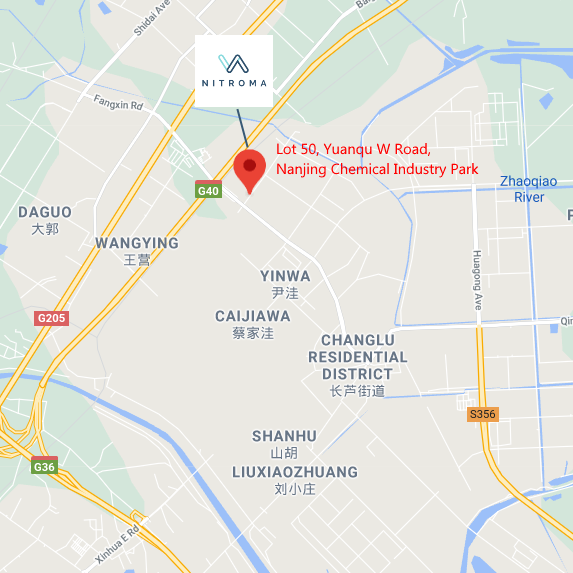 Shidai Ave
NITROMA
Fangxin Rd
Lot 50, Yuanqu W Road,
Nanjing Chemical Industry Park
G40
Zhaoqiao
River
DAGUO
大郭
WANGYING
王营
Huagong Ave
YINWA
尹洼
G205
CAIJIAWA
蔡家洼
CHANGLU
RESIDENTIAL
DISTRICT
长芦街道
S356
SHANHU
山胡
G36
LIUXIAOZHUANG
刘小庄
Xinhua E Rd